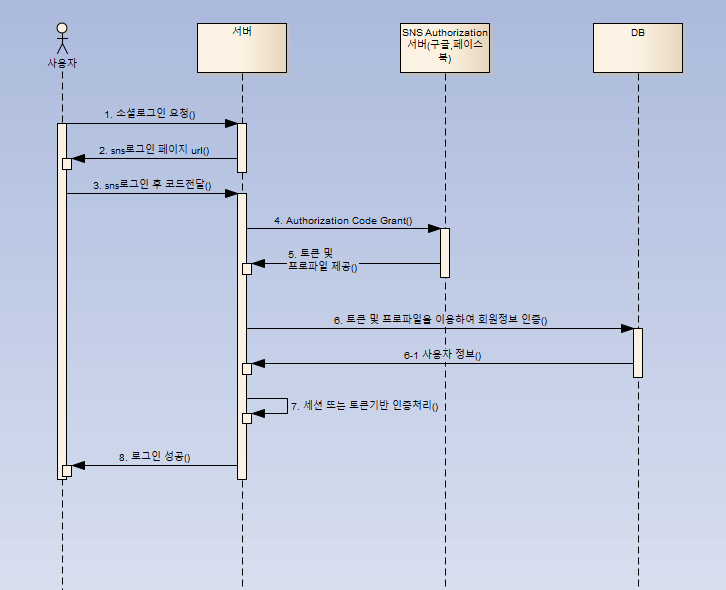 사용자
서버
SNS Authorization
서버(구글,페이스
북)
DB
1. 소셜로그인 요청()
2. sns로그인 페이지 url()
3. sns로그인 후 코드전달()
4. Authorization Code Grant()
5. 토큰 및
프로파일 제공()
6. 토큰 및 프로파일을 이용하여 회원정보 인증()
6-1 사용자 정보()
7. 세션 또는 토큰기반 인증처리()
8. 로그인 성공()